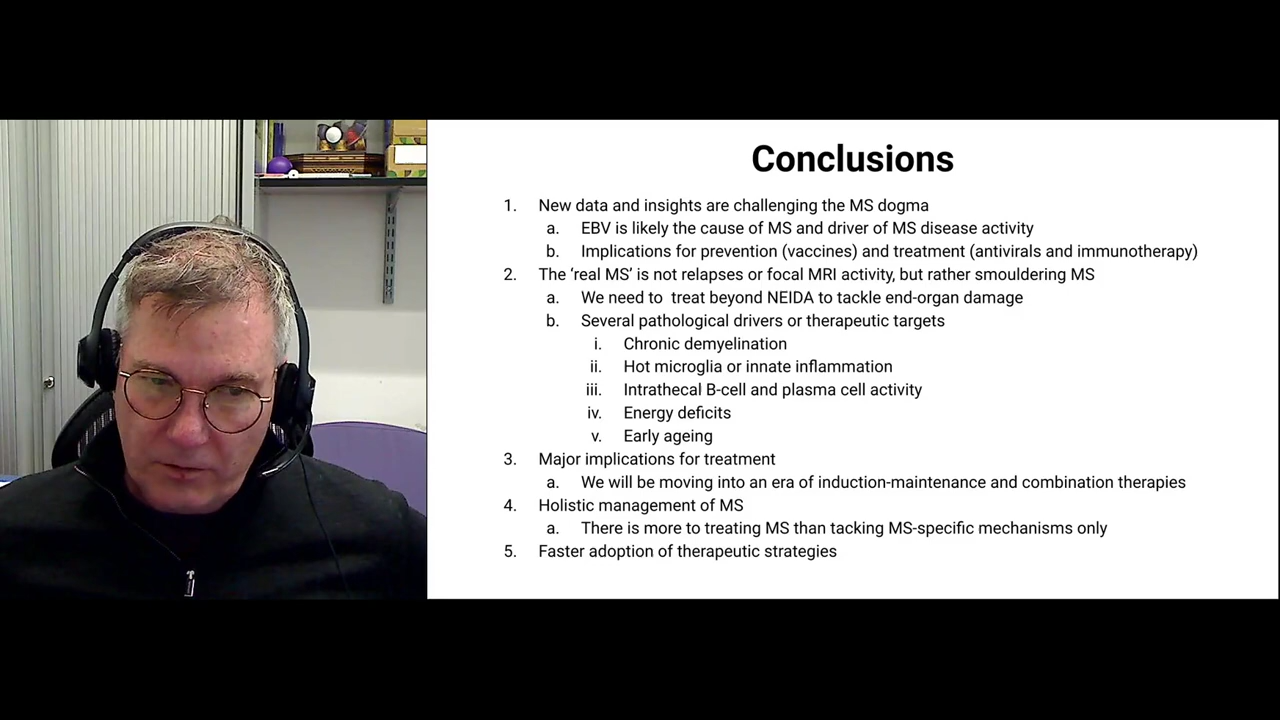 Conclusions
1. New data and insights are challenging the MS dogma
a. EBV is likely the cause of MS and driver of MS disease activity
b. Implications for prevention (vaccines) and treatment (antivirals and immunotherapy)
2. The ‘real MS’ is not relapses or focal MRI activity, but rather smouldering MS
a. We need to  treat beyond NEIDA to tackle end-organ damage
b. Several pathological drivers or therapeutic targets
i. Chronic demyelination
ii. Hot microglia or innate inflammation
iii. Intrathecal B-cell and plasma cell activity
iv. Energy deficits
v. Early ageing
3. Major implications for treatment
a. We will be moving into an era of induction-maintenance and combination therapies
4. Holistic management of MS
a. There is more to treating MS than tacking MS-specific mechanisms only
5. Faster adoption of therapeutic strategies